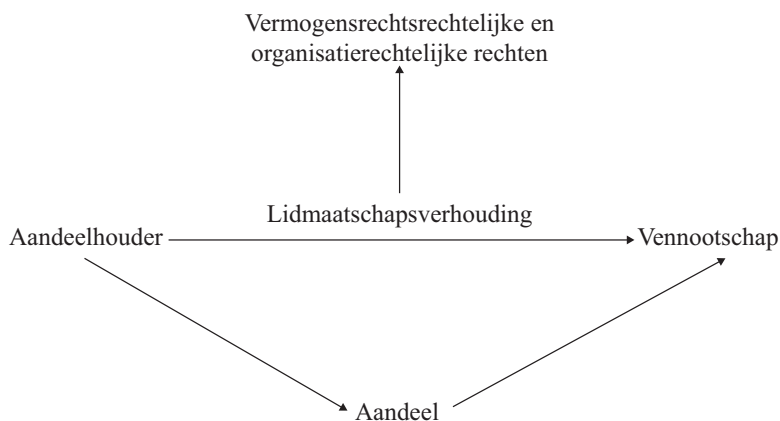 Vermogensrechtsrechtelijke en
organisatierechtelijke rechten
Lidmaatschapsverhouding
Aandeelhouder
Vennootschap
Aandeel